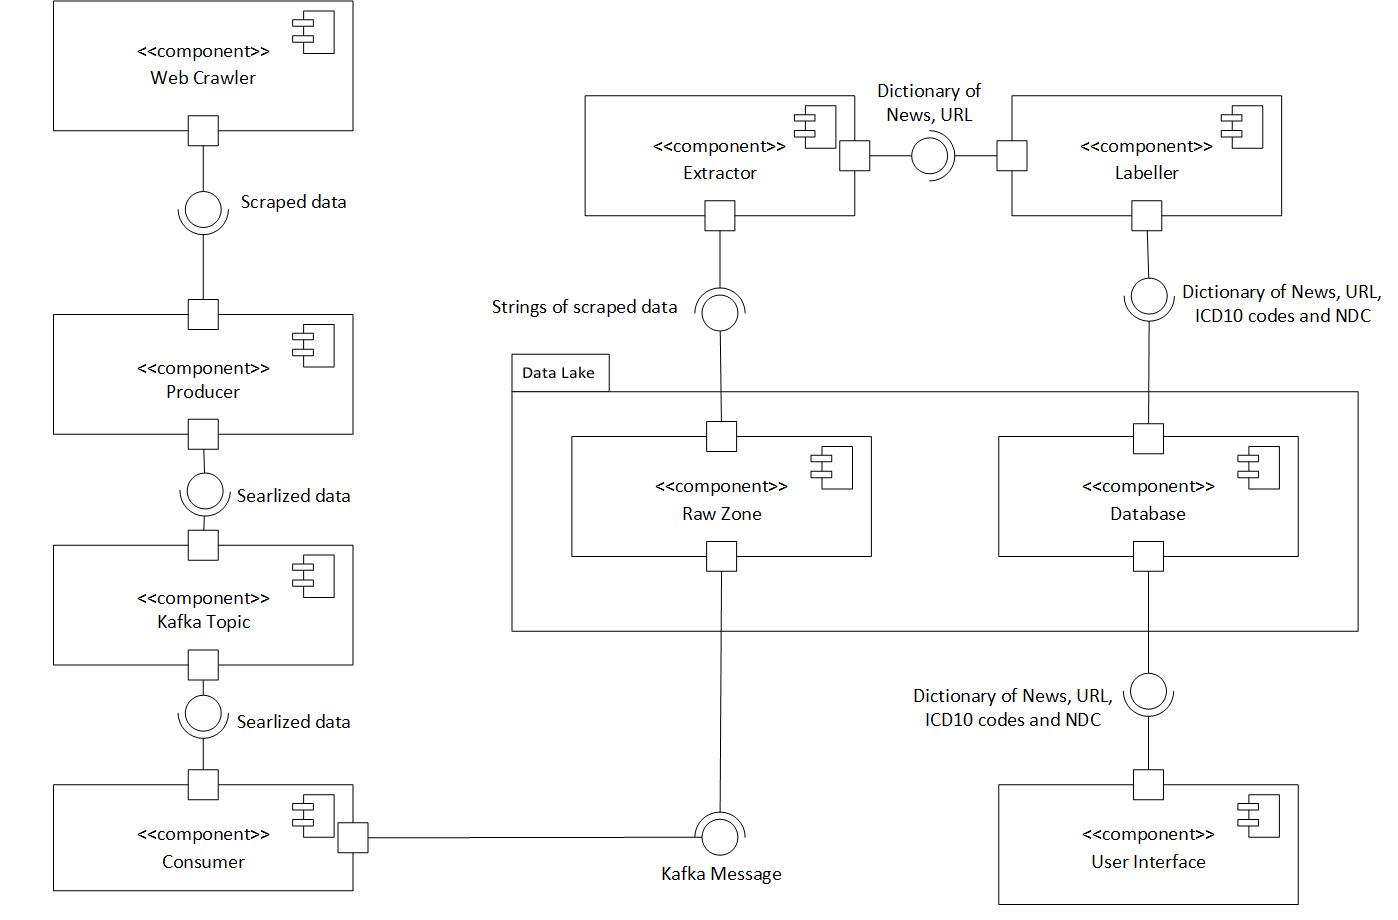 <<component>>
Web Crawler
Scraped data
<<component>>
Producer
Searlized data
<<component>>
Kafka Topic
Searlized data
<<component>>
Consumer
Kafka Message
Data Lake
<<component>>
Raw Zone
Strings of scraped data
<<component>>
Extractor
Dictionary of
News, URL
<<component>>
Labeller
Dictionary of News, URL,
ICD10 codes and NDC
<<component>>
Database
Dictionary of News, URL,
ICD10 codes and NDC
<<component>>
User Interface